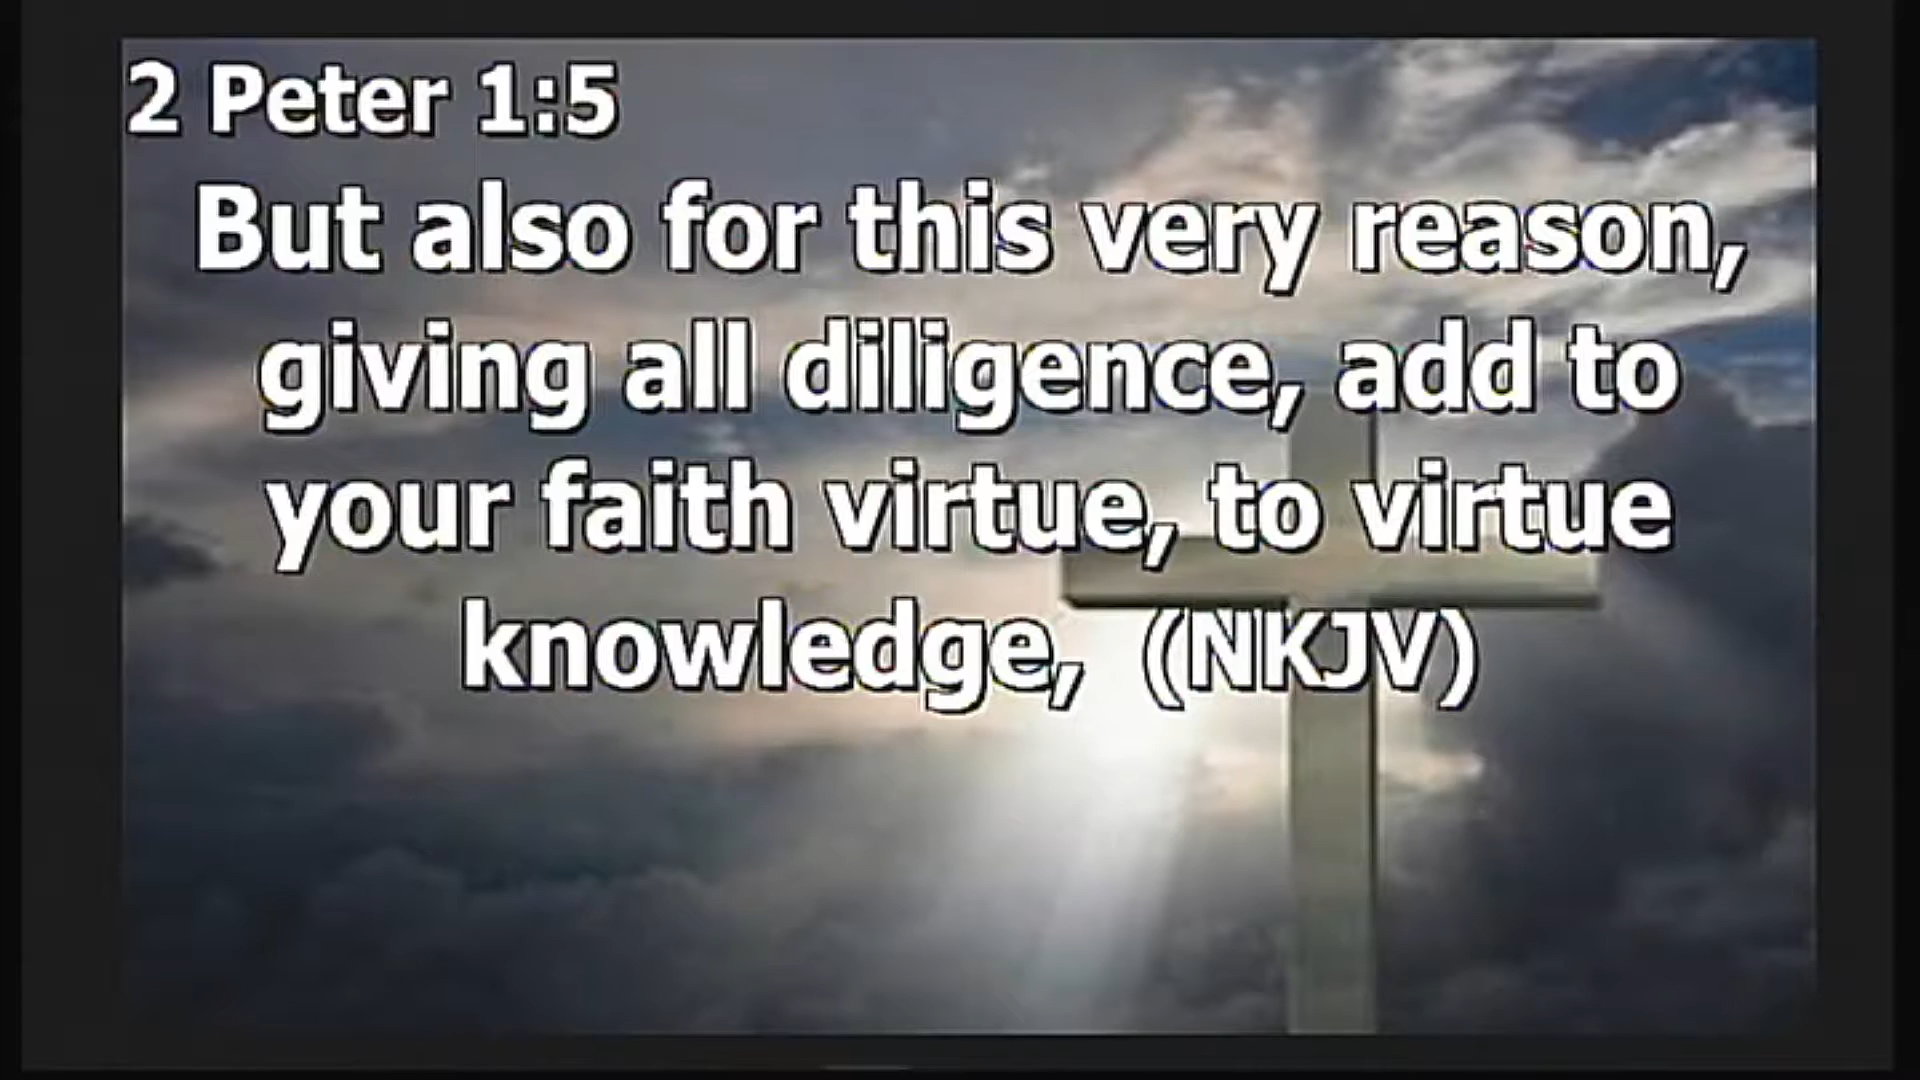 2 Peter 1:5
But also for this very reason,
giving all diligence, add to
your faith virtue, to virtue
knowledge,  (NKJV)